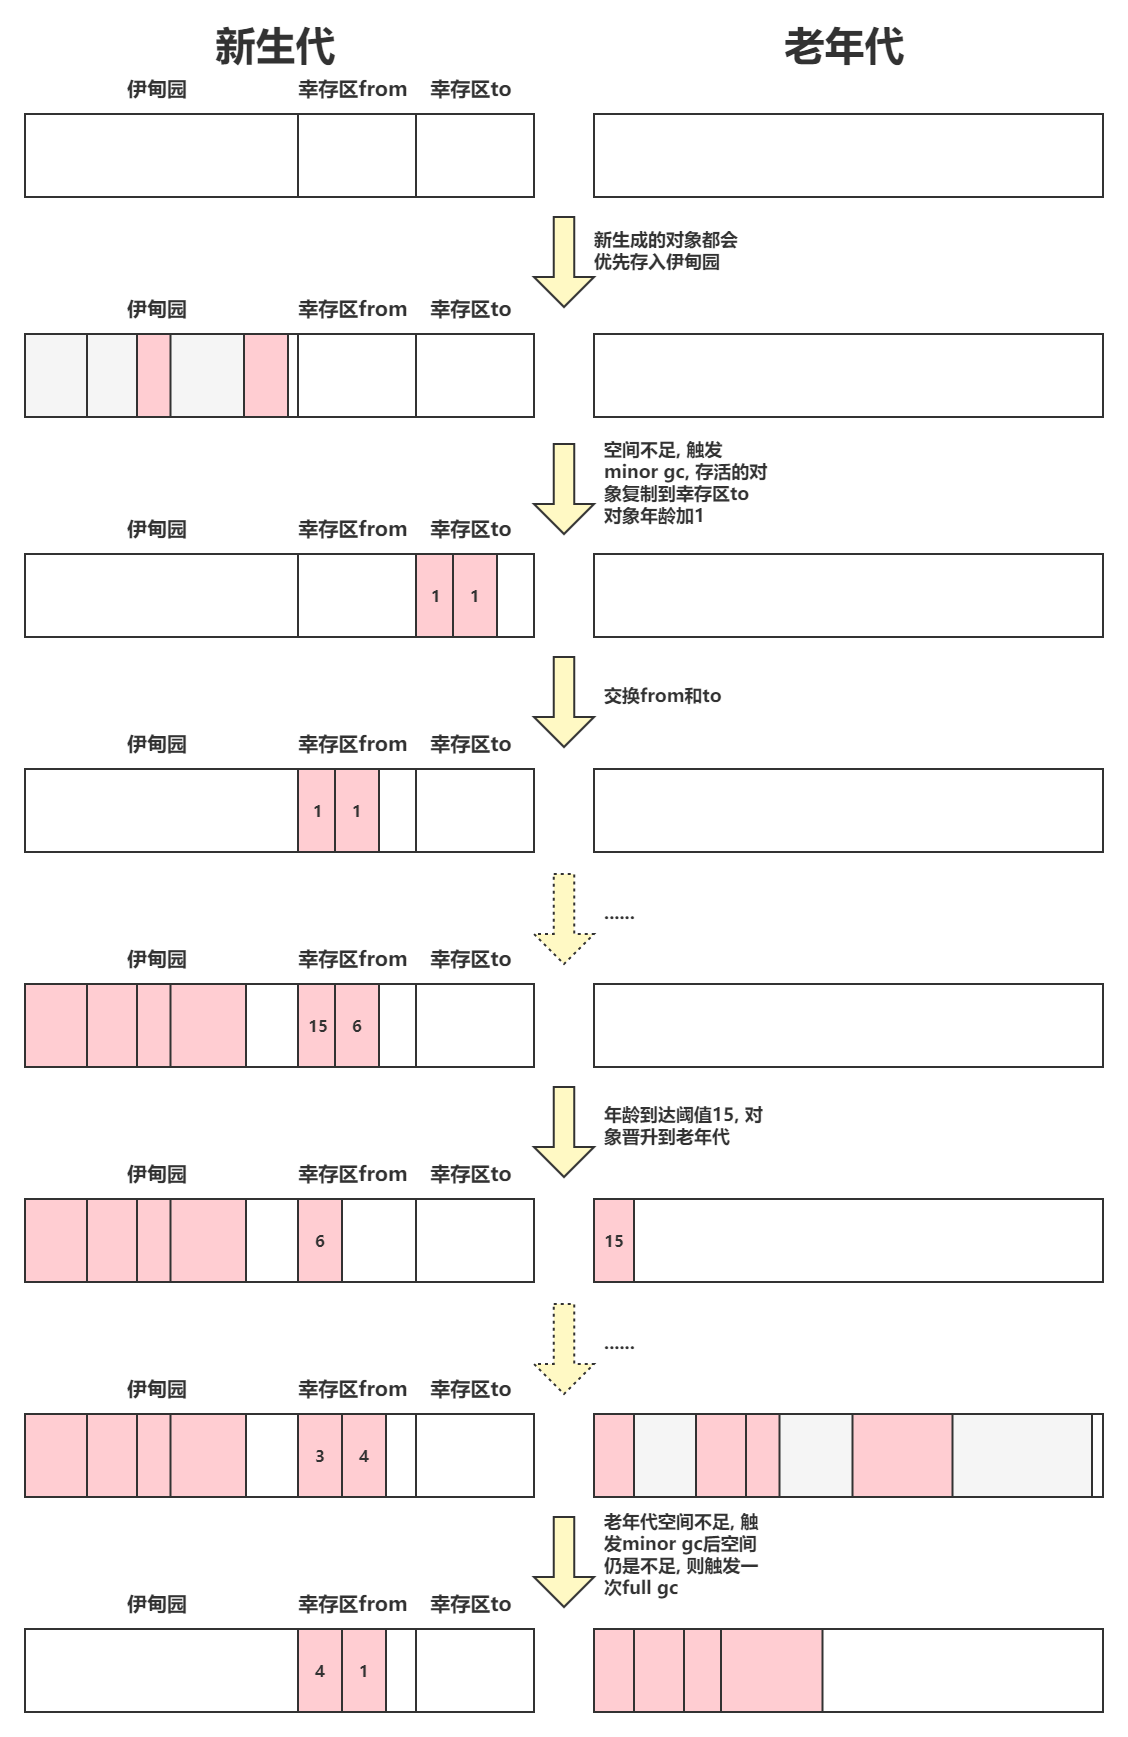 新生代
老年代
伊甸园 幸存区from 幸存区to
新生成的对象都会
优先存入伊甸园
伊甸园 幸存区from 幸存区to
空间不足, 触发
minor gc, 存活的对
象复制到幸存区to
对象年龄加1
伊甸园 幸存区from 幸存区to
1 1
交换from和to
伊甸园 幸存区from 幸存区to
1 1
......
伊甸园 幸存区from 幸存区to
15 6
年龄到达阈值15, 对
象晋升到老年代
伊甸园 幸存区from 幸存区to
6 15
......
伊甸园 幸存区from 幸存区to
3 4
老年代空间不足, 触
发minor gc后空间
仍是不足, 则触发一
次full gc
伊甸园 幸存区from 幸存区to
4 1